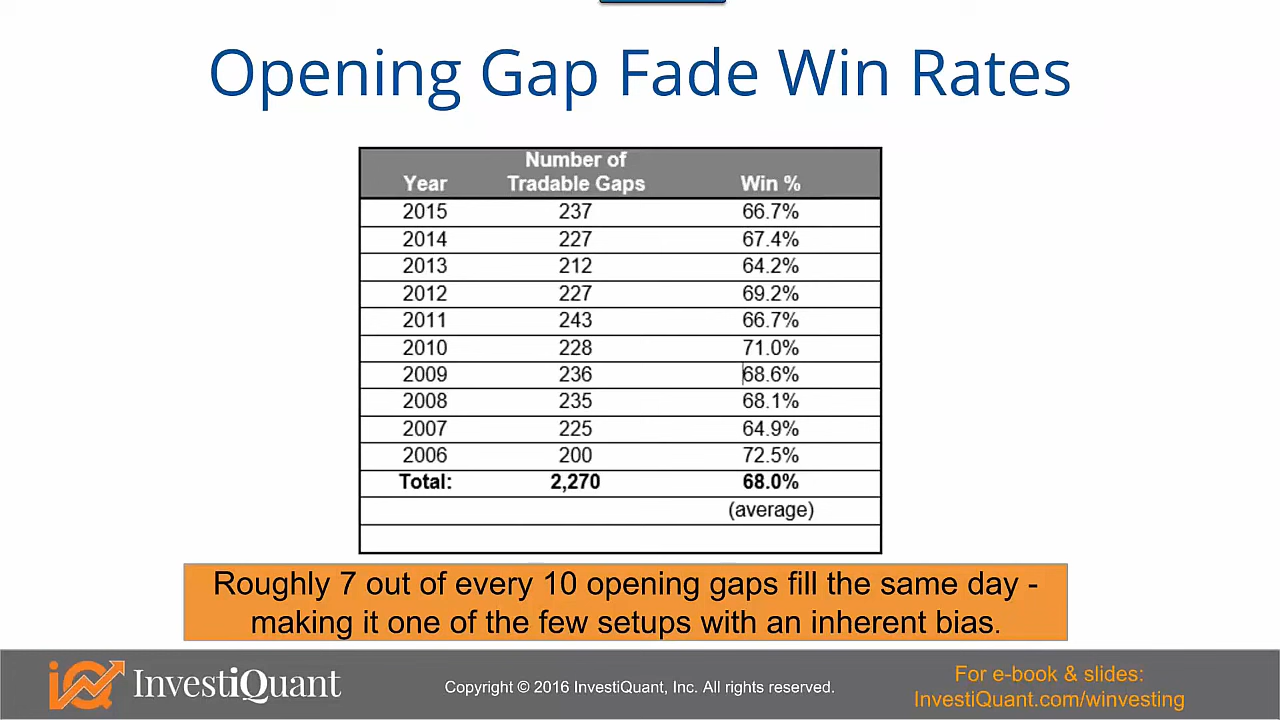 Opening Gap Fade Win Rates
Number of
Year Tradable Gaps Win %
2015 237 66.7%
2014 227 67.4%
2013 212 64.2%
2012 227 69.2%
2011 243 66.7%
2010 228 71.0%
2009 236 68.6%
2008 235 68.1%
2007 225 64.9%
2006 200 72.5%
Total: 2,270 68.0%
(average)
Roughly 7 out of every 10 opening gaps fill the same day -
making it one of the few setups with an inherent bias.
InvestiQuant
Copyright © 2016 InvestiQuant, Inc. All rights reserved.
For e-book & slides:
InvestiQuant.com/winvesting